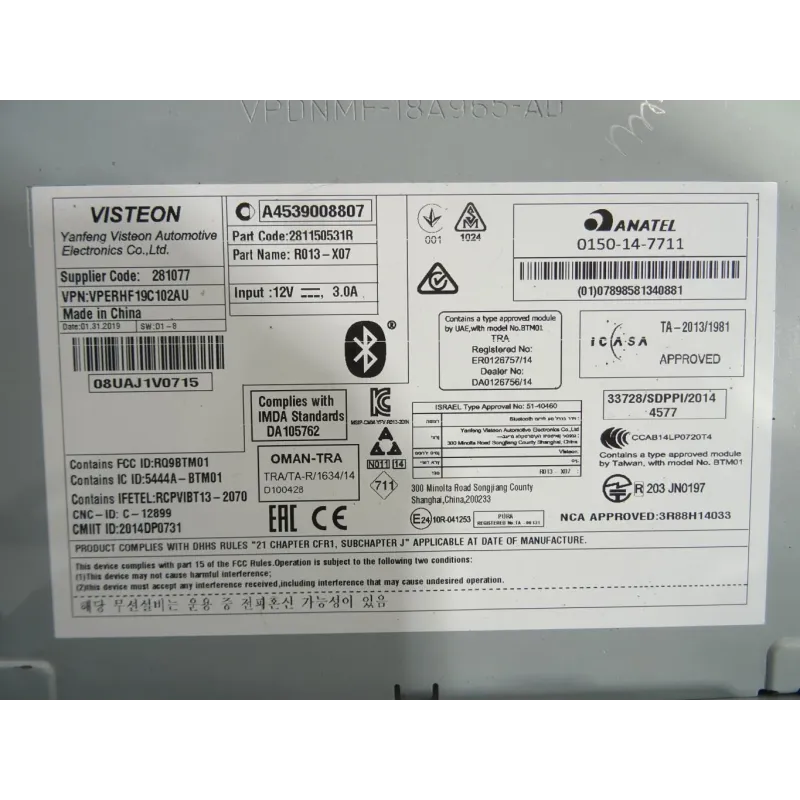 VPDNMF-18A965-AD
VISTEON
Yanfeng Visteon Automotive
Electronics Co.,Ltd.
Supplier Code: 281077
VPN:VPERHF19C102AU
Made in China
Date:01.31.2019 SW:D1-8
08UAJ1V0715
A4539008807
Part Code:281150531R
Part Name: R013-X07
Input :12V 3.0A
001
1024
ANATEL
0150-14-7711
(01)07898581340881
Contains a type approved module
by UAE,with model No.BTM01
TRA
Registered No:
ER0126757/14
Dealer No:
DA0126756/14
ICASA
TA-2013/1981
APPROVED
33728/SDPPI/2014
4577
CCAB14LP0720T4
Contains a type approved module
by Taiwan, with model No. BTM01
R 203 JN0197
NCA APPROVED:3R88H14033
Complies with
IMDA Standards
DA105762
OMAN-TRA
TRA/TA-R/1634/14
D100428
N011 14
711
EAC CE
ISRAEL Type Approval No: 51-40460
Yanfeng Visteon Automotive Electronics Co.,Ltd
300 Minolta Road Songjiang County Shanghai,China,200233
Visteon
R013-X07
300 Minolta Road Songjiang County
Shanghai,China,200233
E24 10R-041253
Contains FCC ID:RQ9BTM01
Contains IC ID:5444A-BTM01
Contains IFETEL:RCPVIBT13-2070
CNC-ID: C-12899
CMIIT ID:2014DP0731
PRODUCT COMPLIES WITH DHHS RULES "21 CHAPTER CFR1, SUBCHAPTER J" APPLICABLE AT DATE OF MANUFACTURE.
This device complies with part 15 of the FCC Rules.Operation is subject to the following two conditions:
(1)This device may not cause harmful interference;
(2)this device must accept any interference received,including interference that may cause undesired operation.
해당 무선설비는 운용 중 전파혼신 가능성이 있음